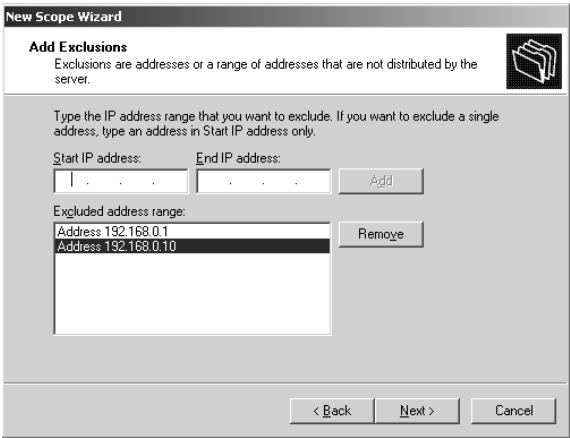 New Scope Wizard
Add Exclusions
Exclusions are addresses or a range of addresses that are not distributed by the
server.
Type the IP address range that you want to exclude. If you want to exclude a single
address, type an address in Start IP address only.
Start IP address:
End IP address:
Add
Excluded address range:
Address 192.168.0.1
Address 192.168.0.10
Remove
< Back
Next >
Cancel